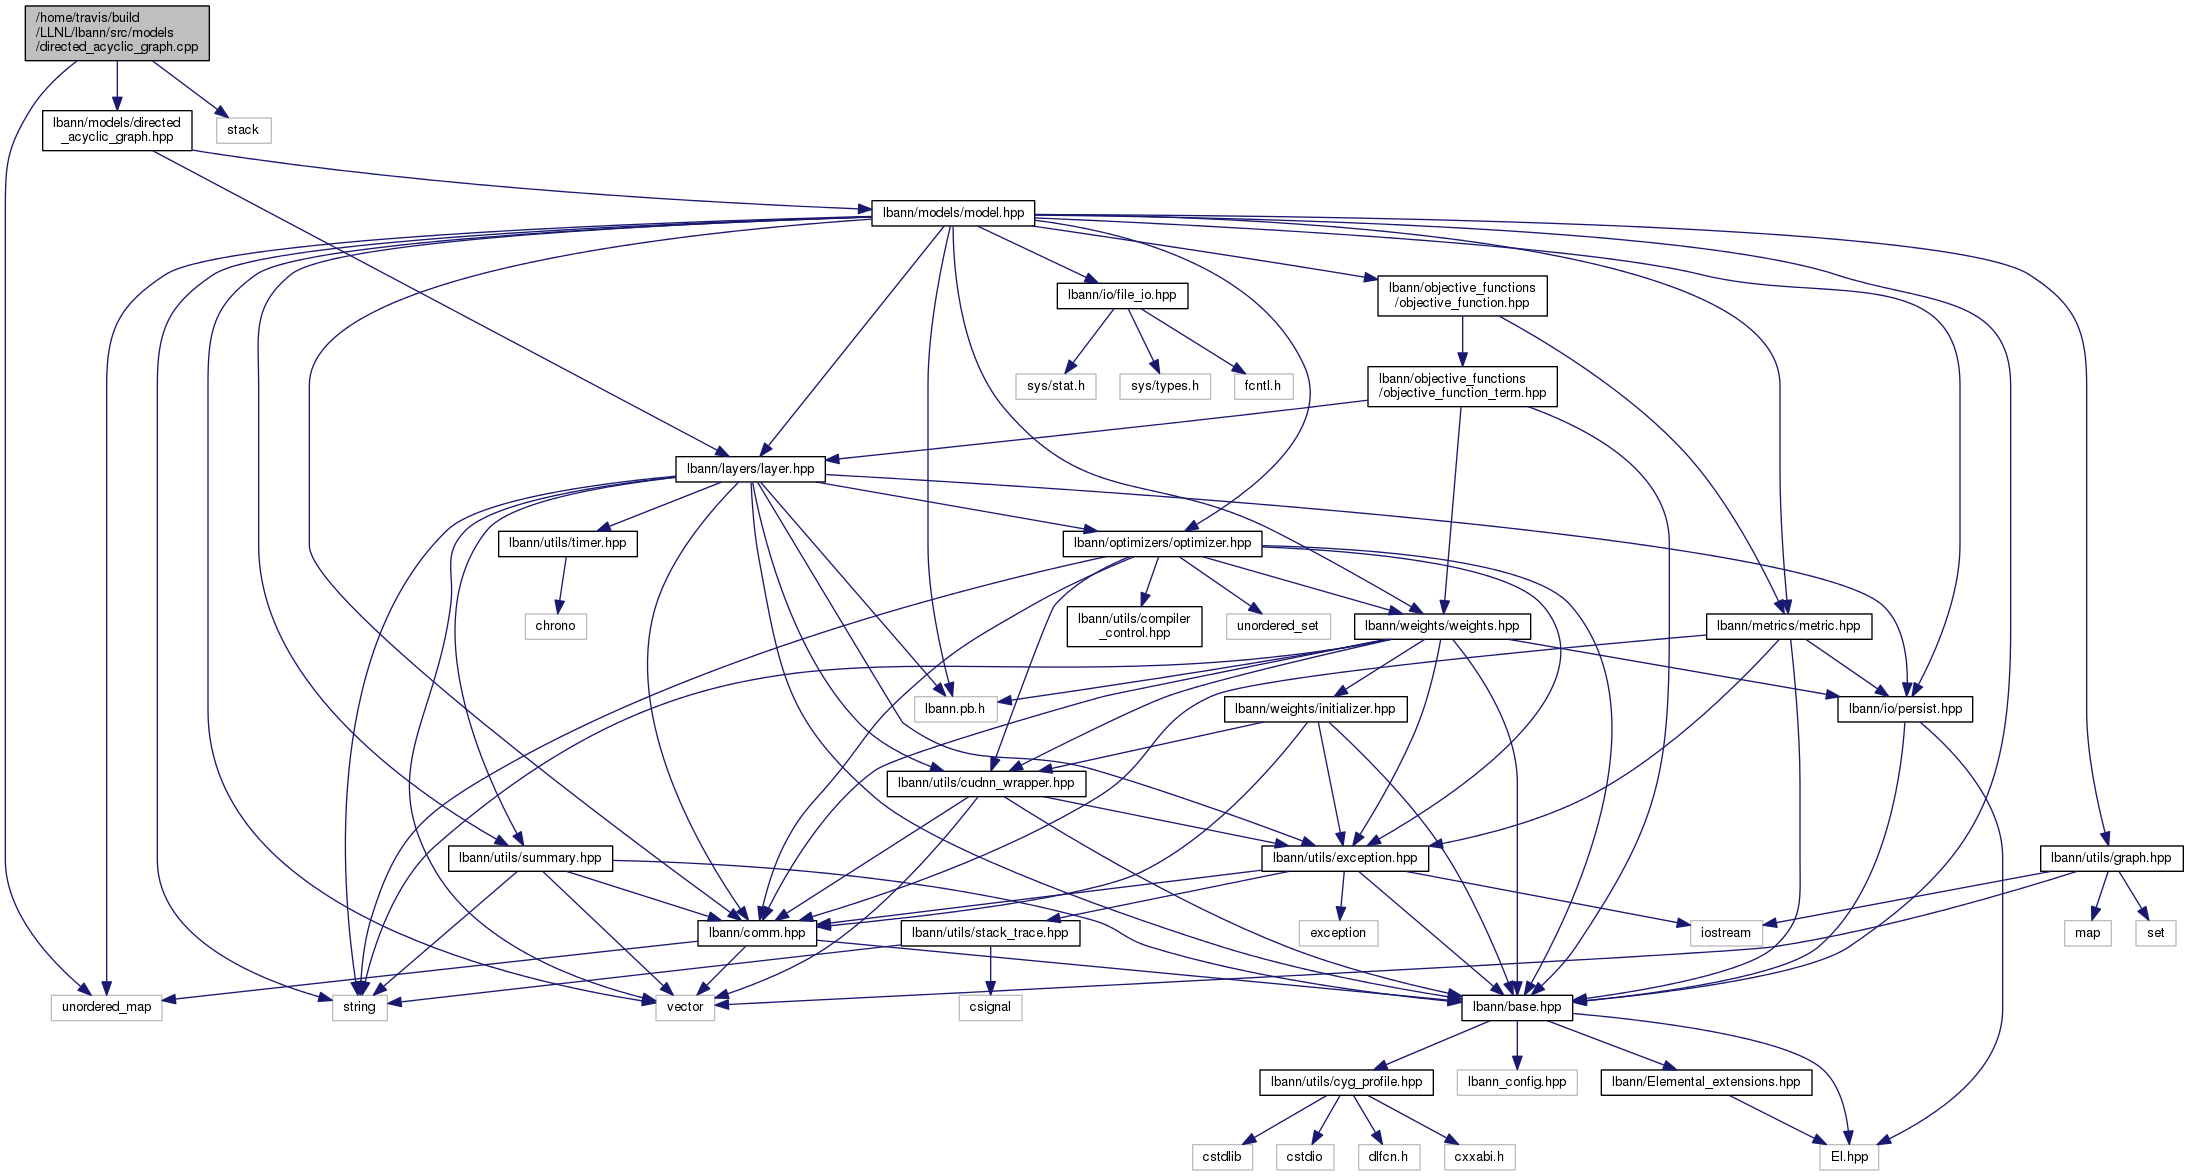 /home/travis/build
/LLNL/lbann/src/models
/directed_acyclic_graph.cpp
lbann/models/directed
_acyclic_graph.hpp
stack
lbann/models/model.hpp
lbann/io/file_io.hpp
lbann/objective_functions
/objective_function.hpp
sys/stat.h
sys/types.h
fcntl.h
lbann/objective_functions
/objective_function_term.hpp
lbann/layers/layer.hpp
lbann/utils/timer.hpp
lbann/optimizers/optimizer.hpp
chrono
lbann/utils/compiler
_control.hpp
unordered_set
lbann/weights/weights.hpp
lbann/metrics/metric.hpp
lbann.pb.h
lbann/weights/initializer.hpp
lbann/io/persist.hpp
lbann/utils/cudnn_wrapper.hpp
lbann/utils/summary.hpp
lbann/utils/exception.hpp
lbann/utils/graph.hpp
lbann/comm.hpp
lbann/utils/stack_trace.hpp
exception
iostream
map
set
unordered_map
string
vector
csignal
lbann/base.hpp
lbann/utils/cyg_profile.hpp
lbann_config.hpp
lbann/Elemental_extensions.hpp
cstdlib
cstdio
dlfcn.h
cxxabi.h
El.hpp